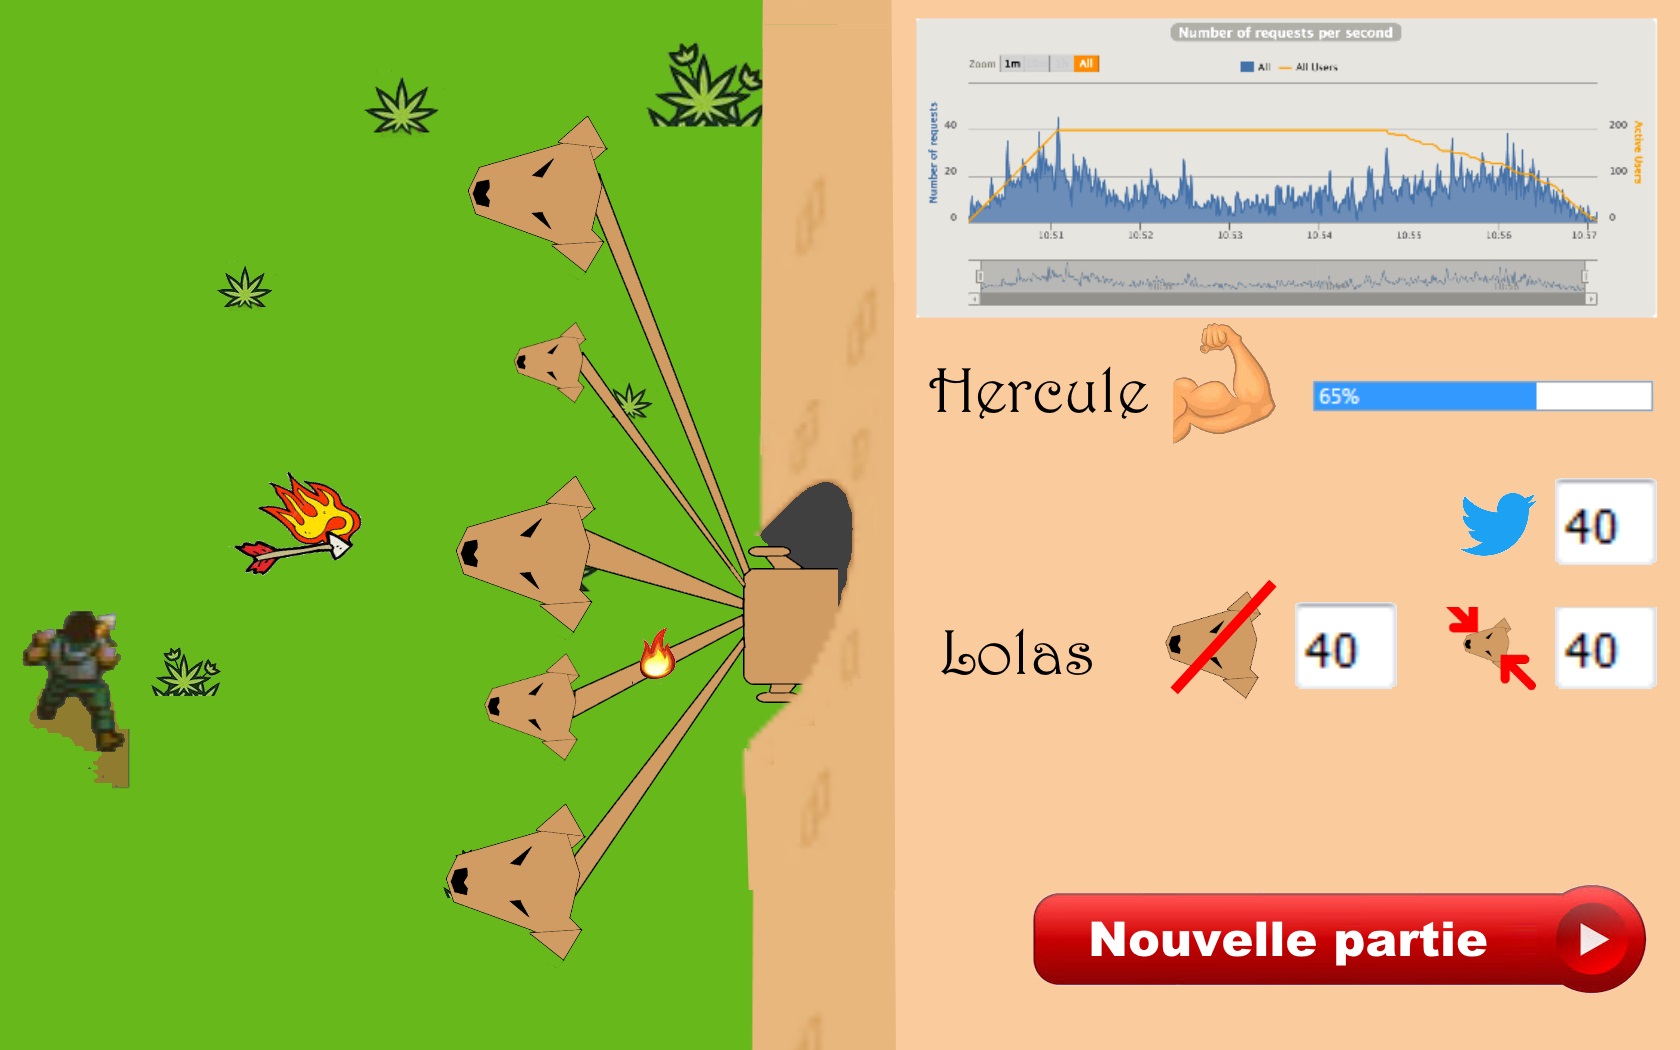 Number of requests per second
Zoom 1m All
All All Users
Number of requests
Active Users
40 200
20 100
0 0
10:51 10:52 10:53 10:54 10:55 10:56 10:57
Hercule 65%
40
Lolas 40 40
Nouvelle partie